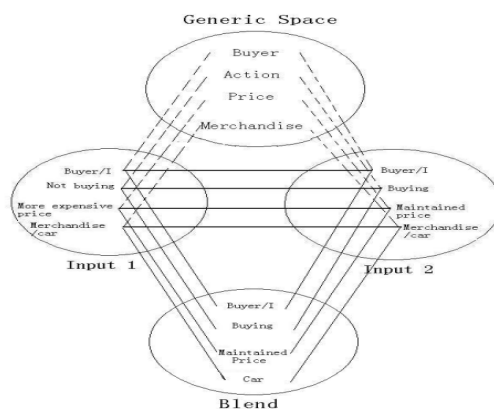 Generic Space
Buyer
Action
Price
Merchandise
Buyer/I
Not buying
More expensive
price
Merchandise
/car
Input 1
Buyer/I
Buying
Maintained
price
Merchandise
/car
Input 2
Buyer/I
Buying
Maintained
Price
Car
Blend